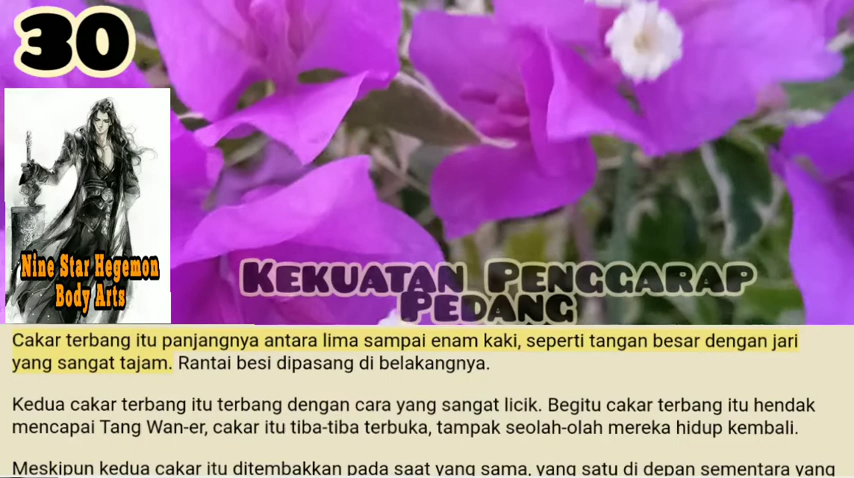 30
Nine Star Hegemon
Body Arts
Kekuatan Penggarap
Pedang
Cakar terbang itu panjangnya antara lima sampai enam kaki, seperti tangan besar dengan jari
yang sangat tajam. Rantai besi dipasang di belakangnya.
Kedua cakar terbang itu terbang dengan cara yang sangat licik. Begitu cakar terbang itu hendak
mencapai Tang Wan-er, cakar itu tiba-tiba terbuka, tampak seolah-olah mereka hidup kembali.
Meskipun kedua cakar itu ditembakkan pada saat yang sama, yang satu di depan sementara yang